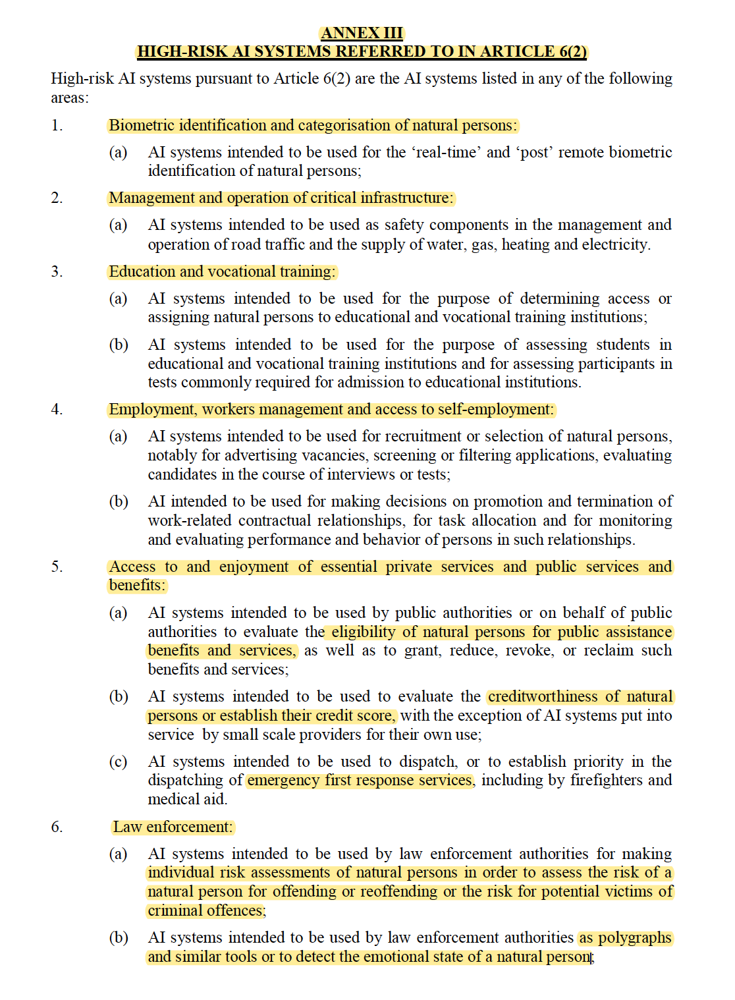 ANNEX III
HIGH-RISK AI SYSTEMS REFERRED TO IN ARTICLE 6(2)
High-risk AI systems pursuant to Article 6(2) are the AI systems listed in any of the following
areas:
1. Biometric identification and categorisation of natural persons:
(a) AI systems intended to be used for the ‘real-time’ and ‘post’ remote biometric
identification of natural persons;
2. Management and operation of critical infrastructure:
(a) AI systems intended to be used as safety components in the management and
operation of road traffic and the supply of water, gas, heating and electricity.
3. Education and vocational training:
(a) AI systems intended to be used for the purpose of determining access or
assigning natural persons to educational and vocational training institutions;
(b) AI systems intended to be used for the purpose of assessing students in
educational and vocational training institutions and for assessing participants in
tests commonly required for admission to educational institutions.
4. Employment, workers management and access to self-employment:
(a) AI systems intended to be used for recruitment or selection of natural persons,
notably for advertising vacancies, screening or filtering applications, evaluating
candidates in the course of interviews or tests;
(b) AI intended to be used for making decisions on promotion and termination of
work-related contractual relationships, for task allocation and for monitoring
and evaluating performance and behavior of persons in such relationships.
5. Access to and enjoyment of essential private services and public services and
benefits:
(a) AI systems intended to be used by public authorities or on behalf of public
authorities to evaluate the eligibility of natural persons for public assistance
benefits and services, as well as to grant, reduce, revoke, or reclaim such
benefits and services;
(b) AI systems intended to be used to evaluate the creditworthiness of natural
persons or establish their credit score, with the exception of AI systems put into
service by small scale providers for their own use;
(c) AI systems intended to be used to dispatch, or to establish priority in the
dispatching of emergency first response services, including by firefighters and
medical aid.
6. Law enforcement:
(a) AI systems intended to be used by law enforcement authorities for making
individual risk assessments of natural persons in order to assess the risk of a
natural person for offending or reoffending or the risk for potential victims of
criminal offences;
(b) AI systems intended to be used by law enforcement authorities as polygraphs
and similar tools or to detect the emotional state of a natural person;